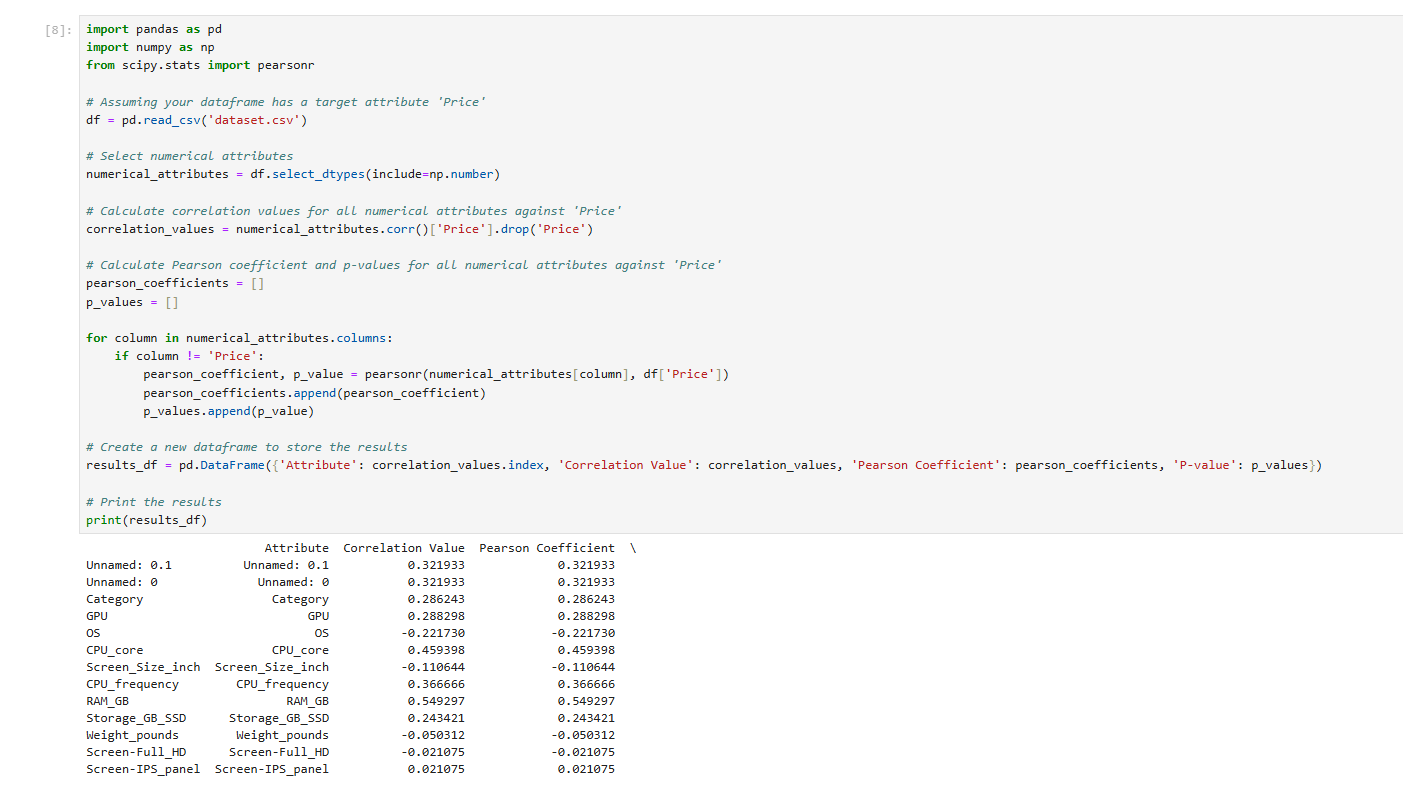 [8]:
import pandas as pd
import numpy as np
from scipy.stats import pearsonr
# Assuming your dataframe has a target attribute 'Price'
df = pd.read_csv('dataset.csv')
# Select numerical attributes
numerical_attributes = df.select_dtypes(include=np.number)
# Calculate correlation values for all numerical attributes against 'Price'
correlation_values = numerical_attributes.corr()['Price'].drop('Price')
# Calculate Pearson coefficient and p-values for all numerical attributes against 'Price'
pearson_coefficients = []
p_values = []
for column in numerical_attributes.columns:
    if column != 'Price':
        pearson_coefficient, p_value = pearsonr(numerical_attributes[column], df['Price'])
        pearson_coefficients.append(pearson_coefficient)
        p_values.append(p_value)
# Create a new dataframe to store the results
results_df = pd.DataFrame({'Attribute': correlation_values.index, 'Correlation Value': correlation_values, 'Pearson Coefficient': pearson_coefficients, 'P-value': p_values})
# Print the results
print(results_df)
Attribute Correlation Value Pearson Coefficient \
Unnamed: 0.1 Unnamed: 0.1 0.321933 0.321933
Unnamed: 0 Unnamed: 0 0.321933 0.321933
Category Category 0.286243 0.286243
GPU GPU 0.288298 0.288298
OS OS -0.221730 -0.221730
CPU_core CPU_core 0.459398 0.459398
Screen_Size_inch Screen_Size_inch -0.110644 -0.110644
CPU_frequency CPU_frequency 0.366666 0.366666
RAM_GB RAM_GB 0.549297 0.549297
Storage_GB_SSD Storage_GB_SSD 0.243421 0.243421
Weight_pounds Weight_pounds -0.050312 -0.050312
Screen-Full_HD Screen-Full_HD -0.021075 -0.021075
Screen-IPS_panel Screen-IPS_panel 0.021075 0.021075